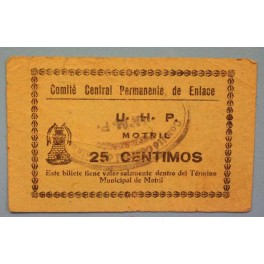 Comité Central Permanente de Enlace
U. H. P.
MOTRIL
25 CENTIMOS
Este billete tiene valor solamente dentro del Término
Municipal de Motril